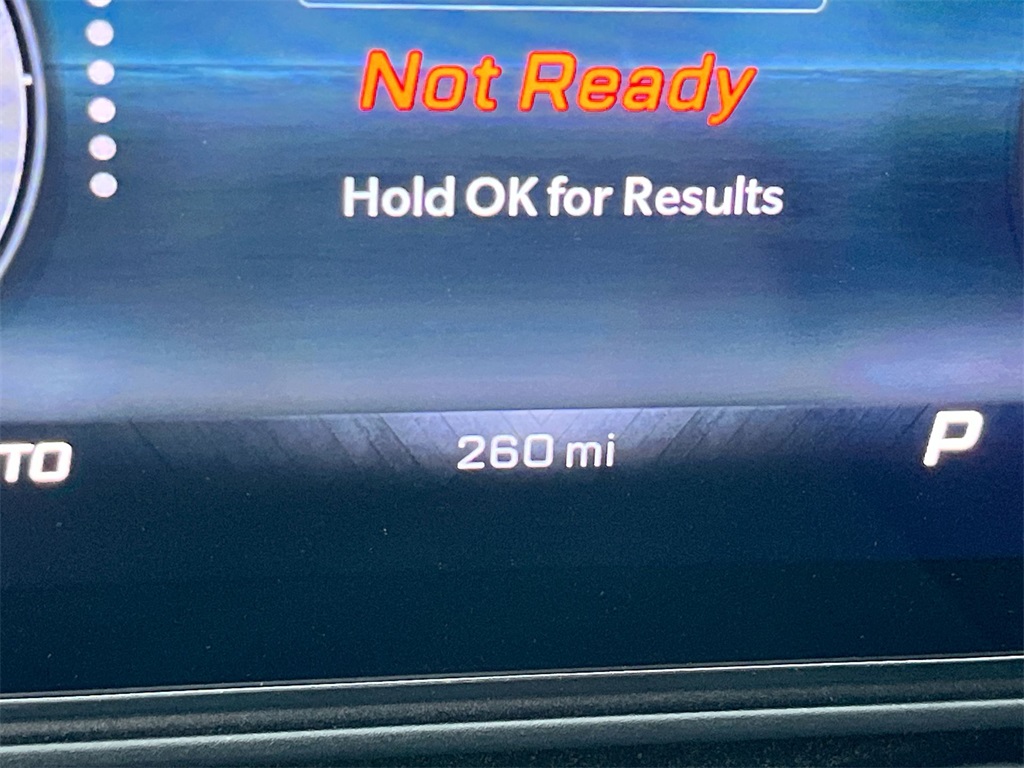 Not Ready
Hold OK for Results
TO 260 mi P